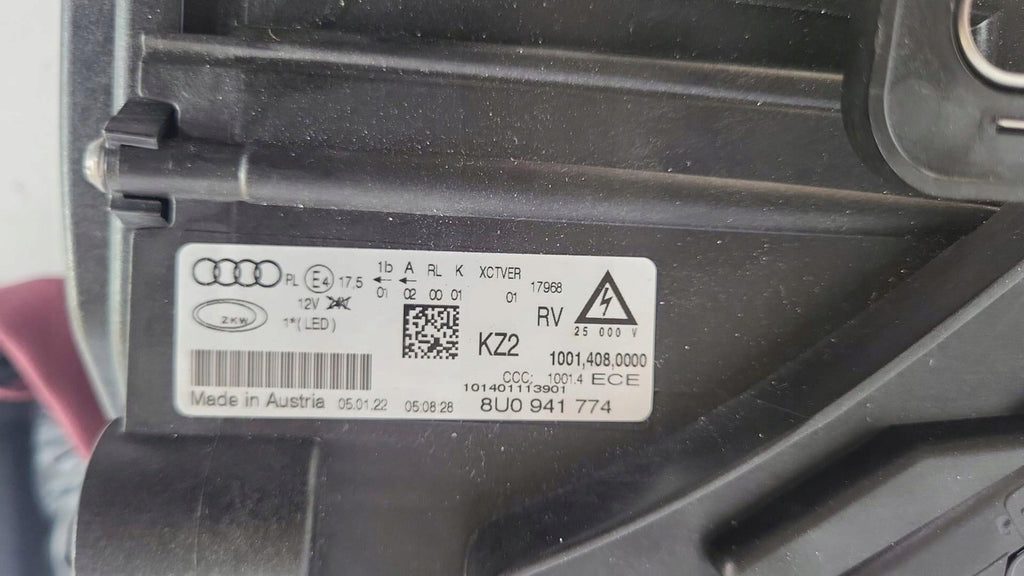 PL E4 17,5 1b A RL K XCTVER 17968
01 02 00 01 01
12V
ZKW 1*(LED)
RV
25 000 V
KZ2
1001,408,0000
CCC: 1001.4 ECE
101401113901
Made in Austria 05.01.22 05:08:28 8U0 941 774